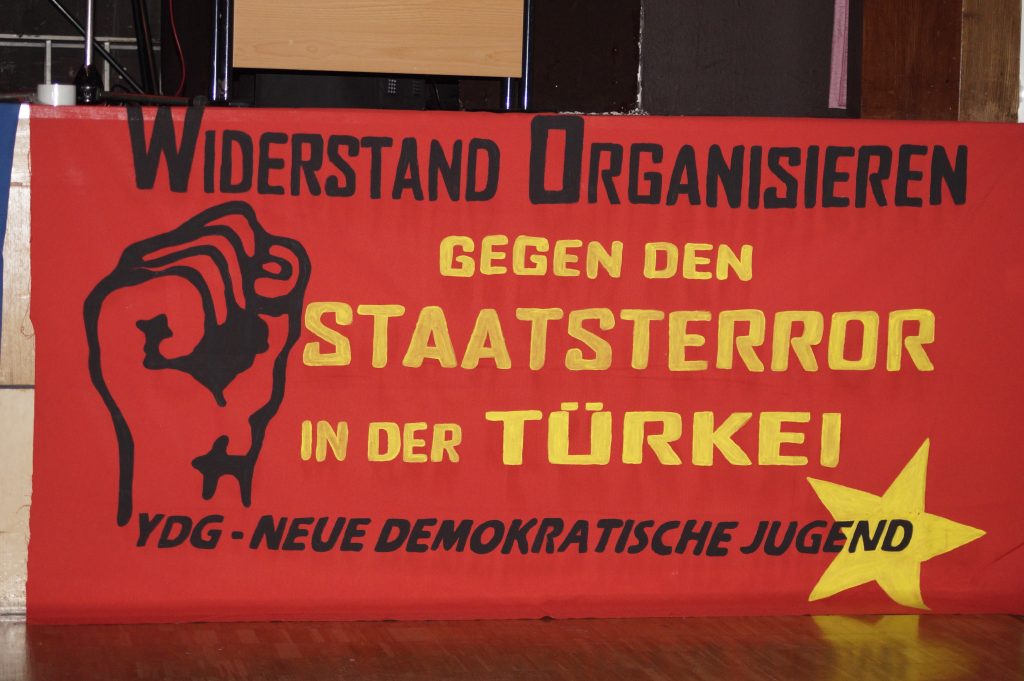 WIDERSTAND ORGANISIEREN
GEGEN DEN
STAATSTERROR
IN DER TÜRKEI
YDG - NEUE DEMOKRATISCHE JUGEND